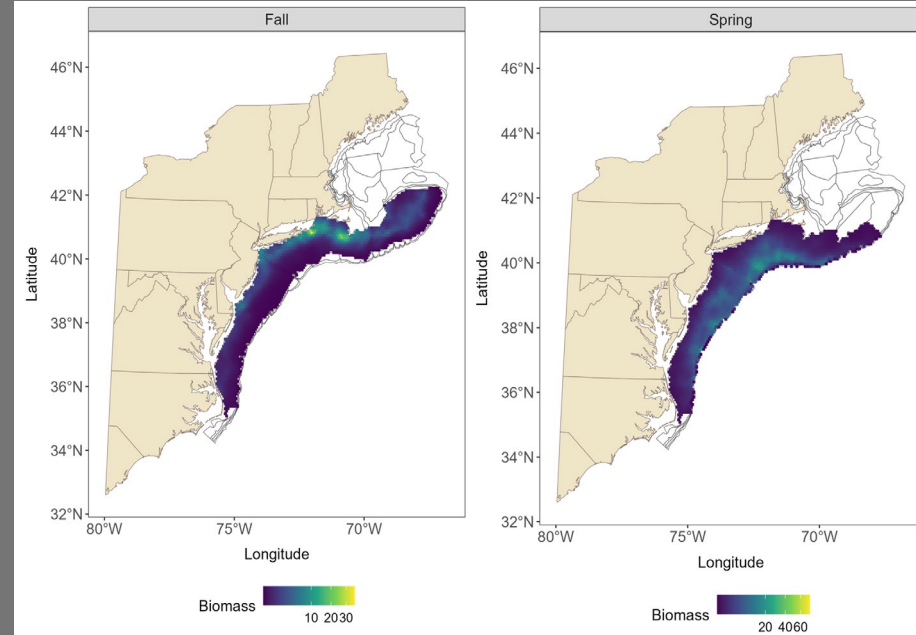 Fall
46°N
44°N
42°N
40°N
38°N
36°N
34°N
32°N
80°W 75°W 70°W
Latitude
Longitude
Biomass
10 2030
Spring
46°N
44°N
42°N
40°N
38°N
36°N
34°N
32°N
80°W 75°W 70°W
Latitude
Longitude
Biomass
20 4060